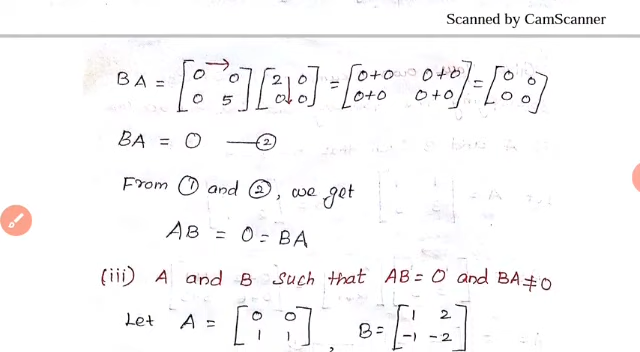 Scanned by CamScanner
BA = [0 0 0 5] [2 0 0 0] = [0+0 0+0 0+0 0+0] = [0 0 0 0]
BA = 0 — ②
From ① and ②, we get
AB = 0 = BA
(iii) A and B such that AB = 0 and BA ≠ 0
Let A = [0 0 1 1], B = [1 2 -1 -2]